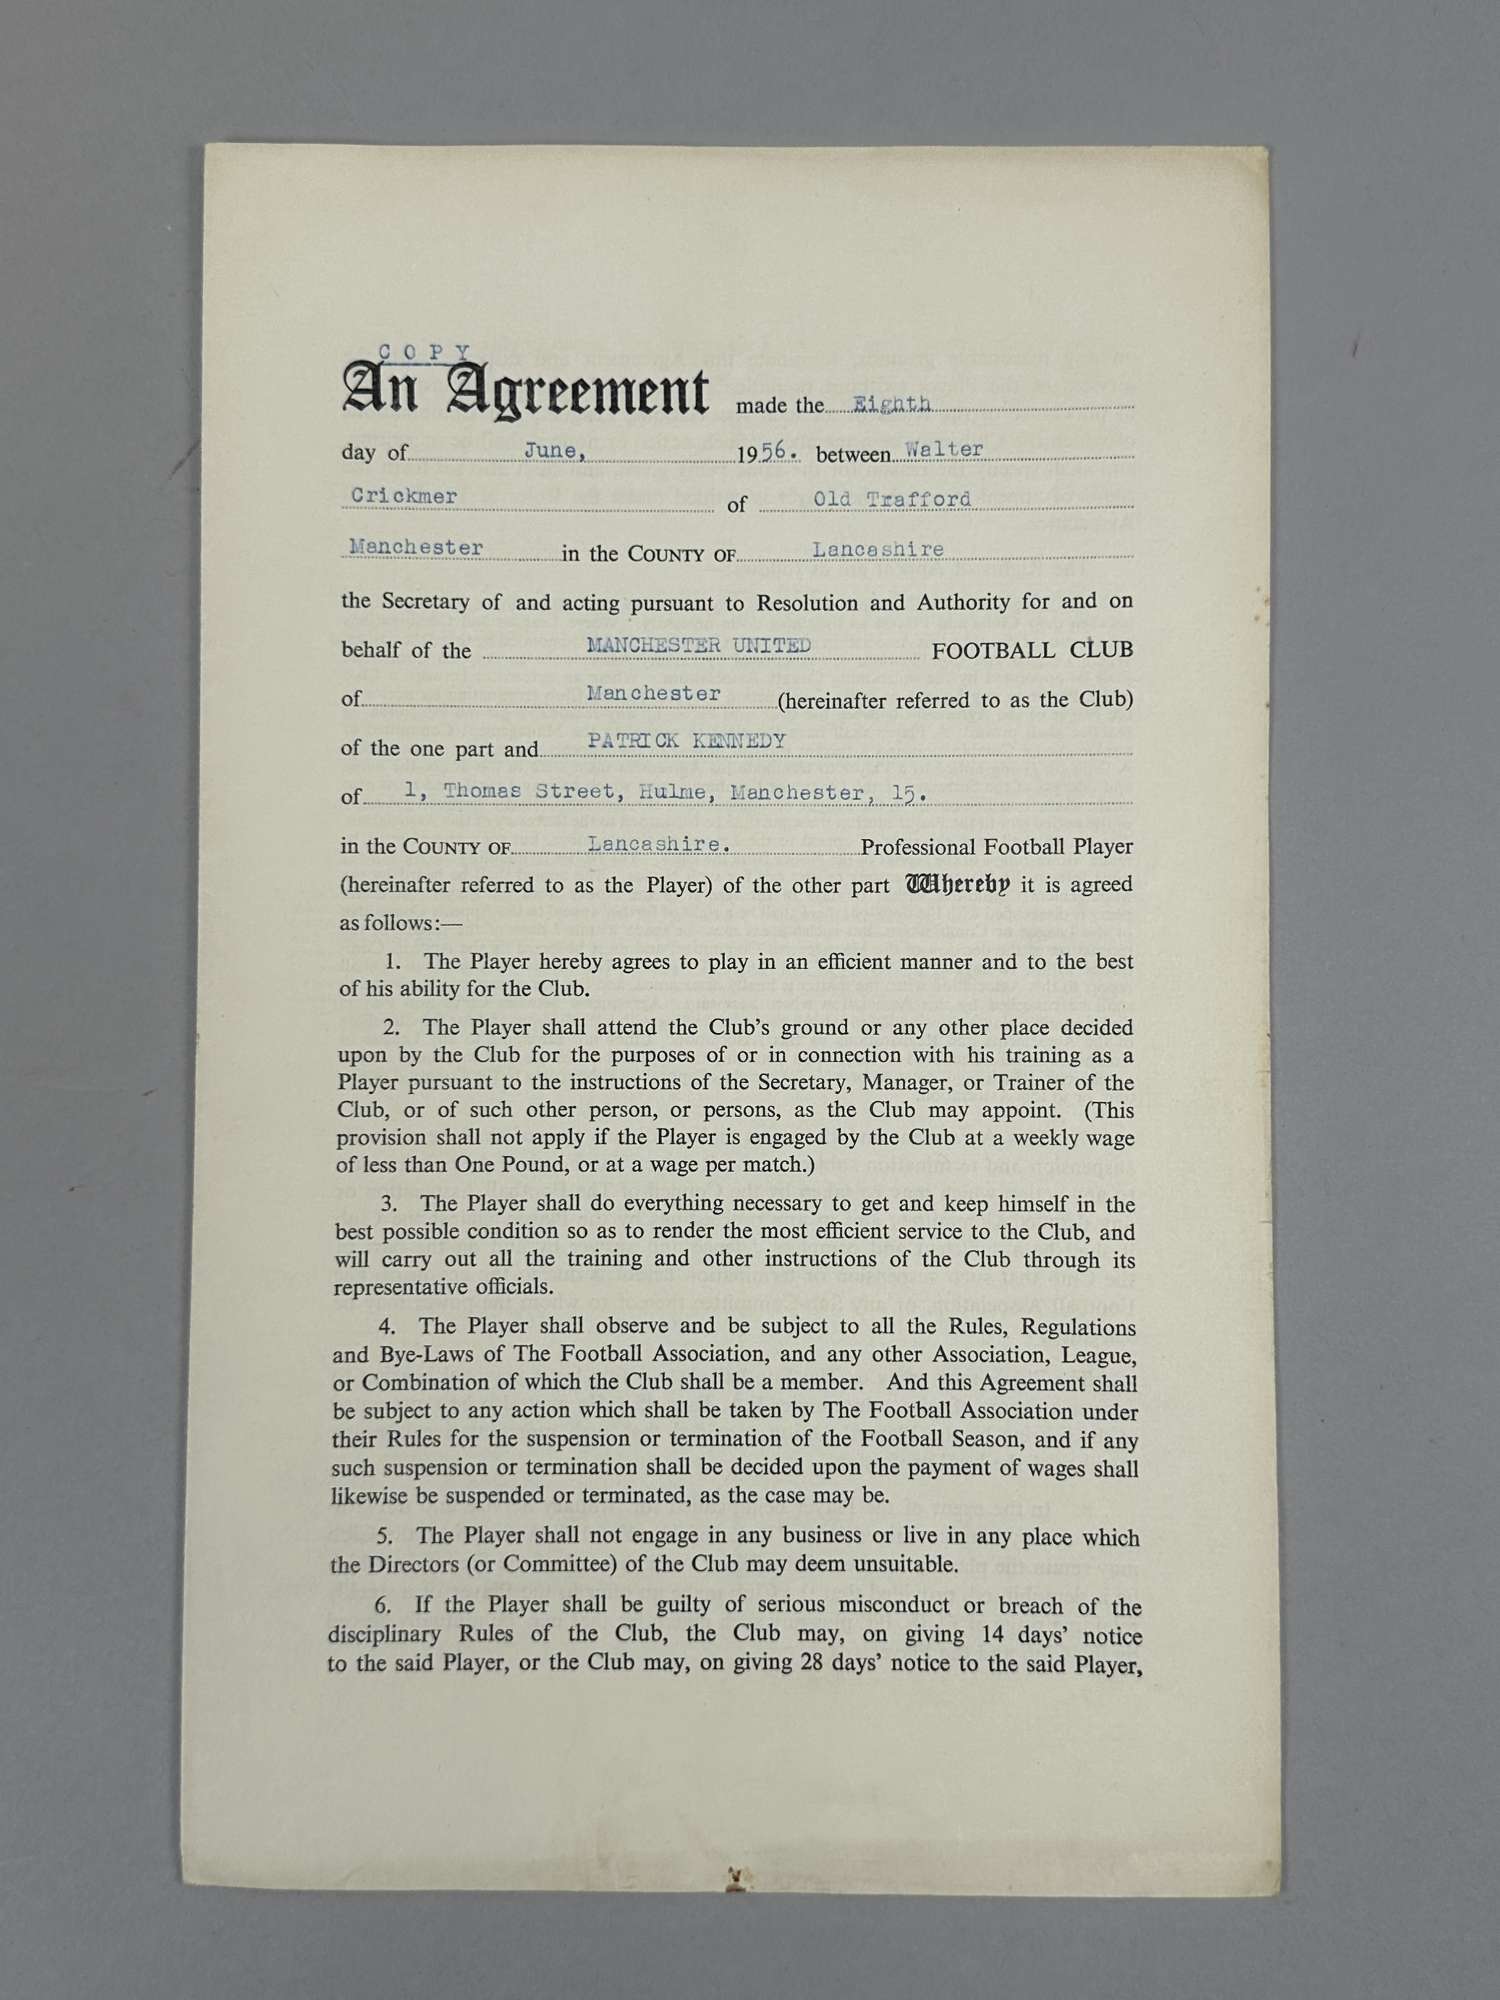 COPY
An Agreement made the Eighth
day of June, 1956. between Walter
Crickmer of Old Trafford
Manchester in the COUNTY OF Lancashire
the Secretary of and acting pursuant to Resolution and Authority for and on
behalf of the MANCHESTER UNITED FOOTBALL CLUB
of Manchester (hereinafter referred to as the Club)
of the one part and PATRICK KENNEDY
of 1, Thomas Street, Hulme, Manchester, 15.
in the COUNTY OF Lancashire. Professional Football Player
(hereinafter referred to as the Player) of the other part Whereby it is agreed
as follows:—
1. The Player hereby agrees to play in an efficient manner and to the best
of his ability for the Club.
2. The Player shall attend the Club's ground or any other place decided
upon by the Club for the purposes of or in connection with his training as a
Player pursuant to the instructions of the Secretary, Manager, or Trainer of the
Club, or of such other person, or persons, as the Club may appoint. (This
provision shall not apply if the Player is engaged by the Club at a weekly wage
of less than One Pound, or at a wage per match.)
3. The Player shall do everything necessary to get and keep himself in the
best possible condition so as to render the most efficient service to the Club, and
will carry out all the training and other instructions of the Club through its
representative officials.
4. The Player shall observe and be subject to all the Rules, Regulations
and Bye-Laws of The Football Association, and any other Association, League,
or Combination of which the Club shall be a member. And this Agreement shall
be subject to any action which shall be taken by The Football Association under
their Rules for the suspension or termination of the Football Season, and if any
such suspension or termination shall be decided upon the payment of wages shall
likewise be suspended or terminated, as the case may be.
5. The Player shall not engage in any business or live in any place which
the Directors (or Committee) of the Club may deem unsuitable.
6. If the Player shall be guilty of serious misconduct or breach of the
disciplinary Rules of the Club, the Club may, on giving 14 days' notice
to the said Player, or the Club may, on giving 28 days' notice to the said Player,